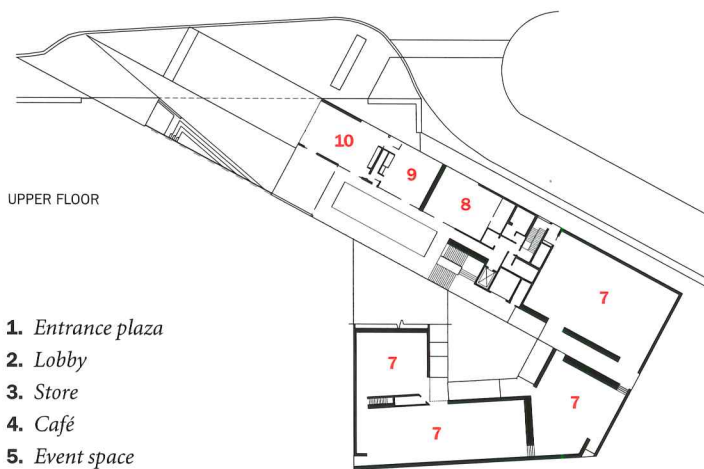 10
9
8
UPPER FLOOR
7
1. Entrance plaza
2. Lobby
7
3. Store
7
4. Café
7
5. Event space